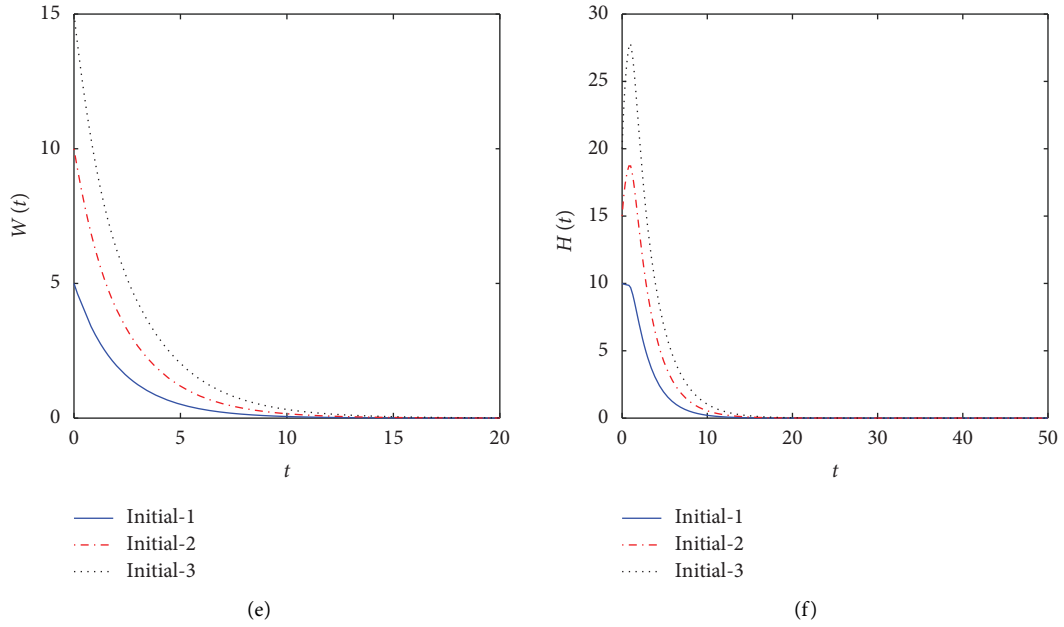 15
10
5
0
W (t)
0 5 10 15 20
t
Initial-1
Initial-2
Initial-3
(e)
30
25
20
15
10
5
0
H (t)
0 10 20 30 40 50
t
Initial-1
Initial-2
Initial-3
(f)